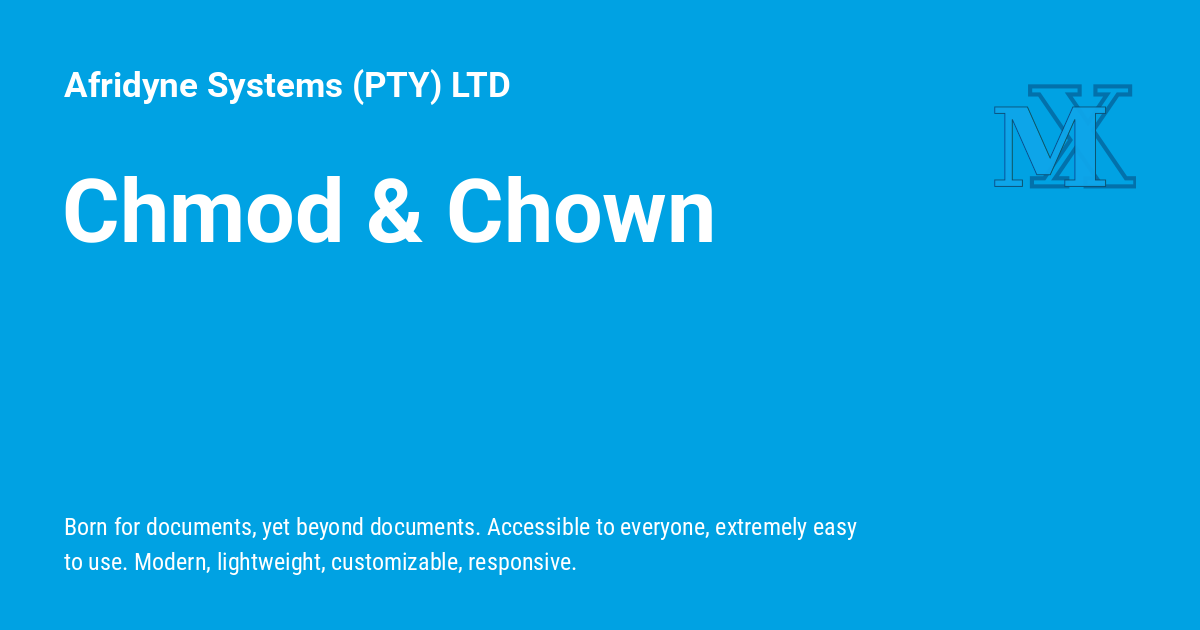 Afridyne Systems (PTY) LTD
MX
Chmod & Chown
Born for documents, yet beyond documents. Accessible to everyone, extremely easy
to use. Modern, lightweight, customizable, responsive.